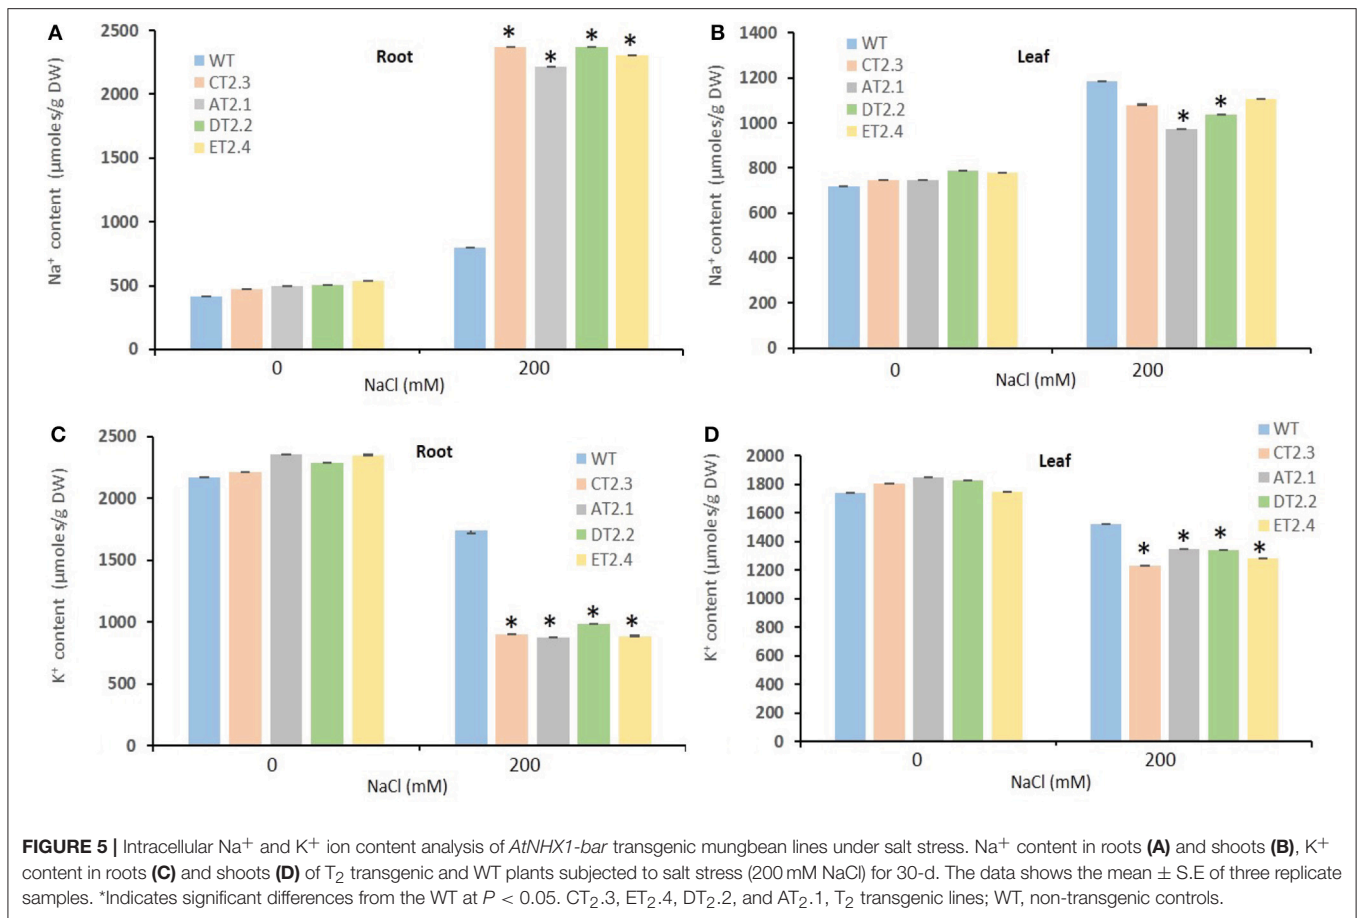 A
Root
WT
CT2.3
AT2.1
DT2.2
ET2.4
Na⁺ content (µmoles/g DW)
2500
2000
1500
1000
500
0
* * * *
0 200
NaCl (mM)
B
Leaf
WT
CT2.3
AT2.1
DT2.2
ET2.4
Na⁺ content (µmoles/g DW)
1400
1200
1000
800
600
400
200
0
* *
0 200
NaCl (mM)
C
Root
WT
CT2.3
AT2.1
DT2.2
ET2.4
K⁺ content (µmoles/g DW)
2500
2000
1500
1000
500
0
* * * *
0 200
NaCl (mM)
D
Leaf
WT
CT2.3
AT2.1
DT2.2
ET2.4
K⁺ content (µmoles/g DW)
2000
1800
1600
1400
1200
1000
800
600
400
200
0
* * * *
0 200
NaCl (mM)
FIGURE 5 | Intracellular Na⁺ and K⁺ ion content analysis of AtNHX1-bar transgenic mungbean lines under salt stress. Na⁺ content in roots (A) and shoots (B), K⁺
content in roots (C) and shoots (D) of T₂ transgenic and WT plants subjected to salt stress (200 mM NaCl) for 30-d. The data shows the mean ± S.E of three replicate
samples. *Indicates significant differences from the WT at P < 0.05. CT₂.3, ET₂.4, DT₂.2, and AT₂.1, T₂ transgenic lines; WT, non-transgenic controls.